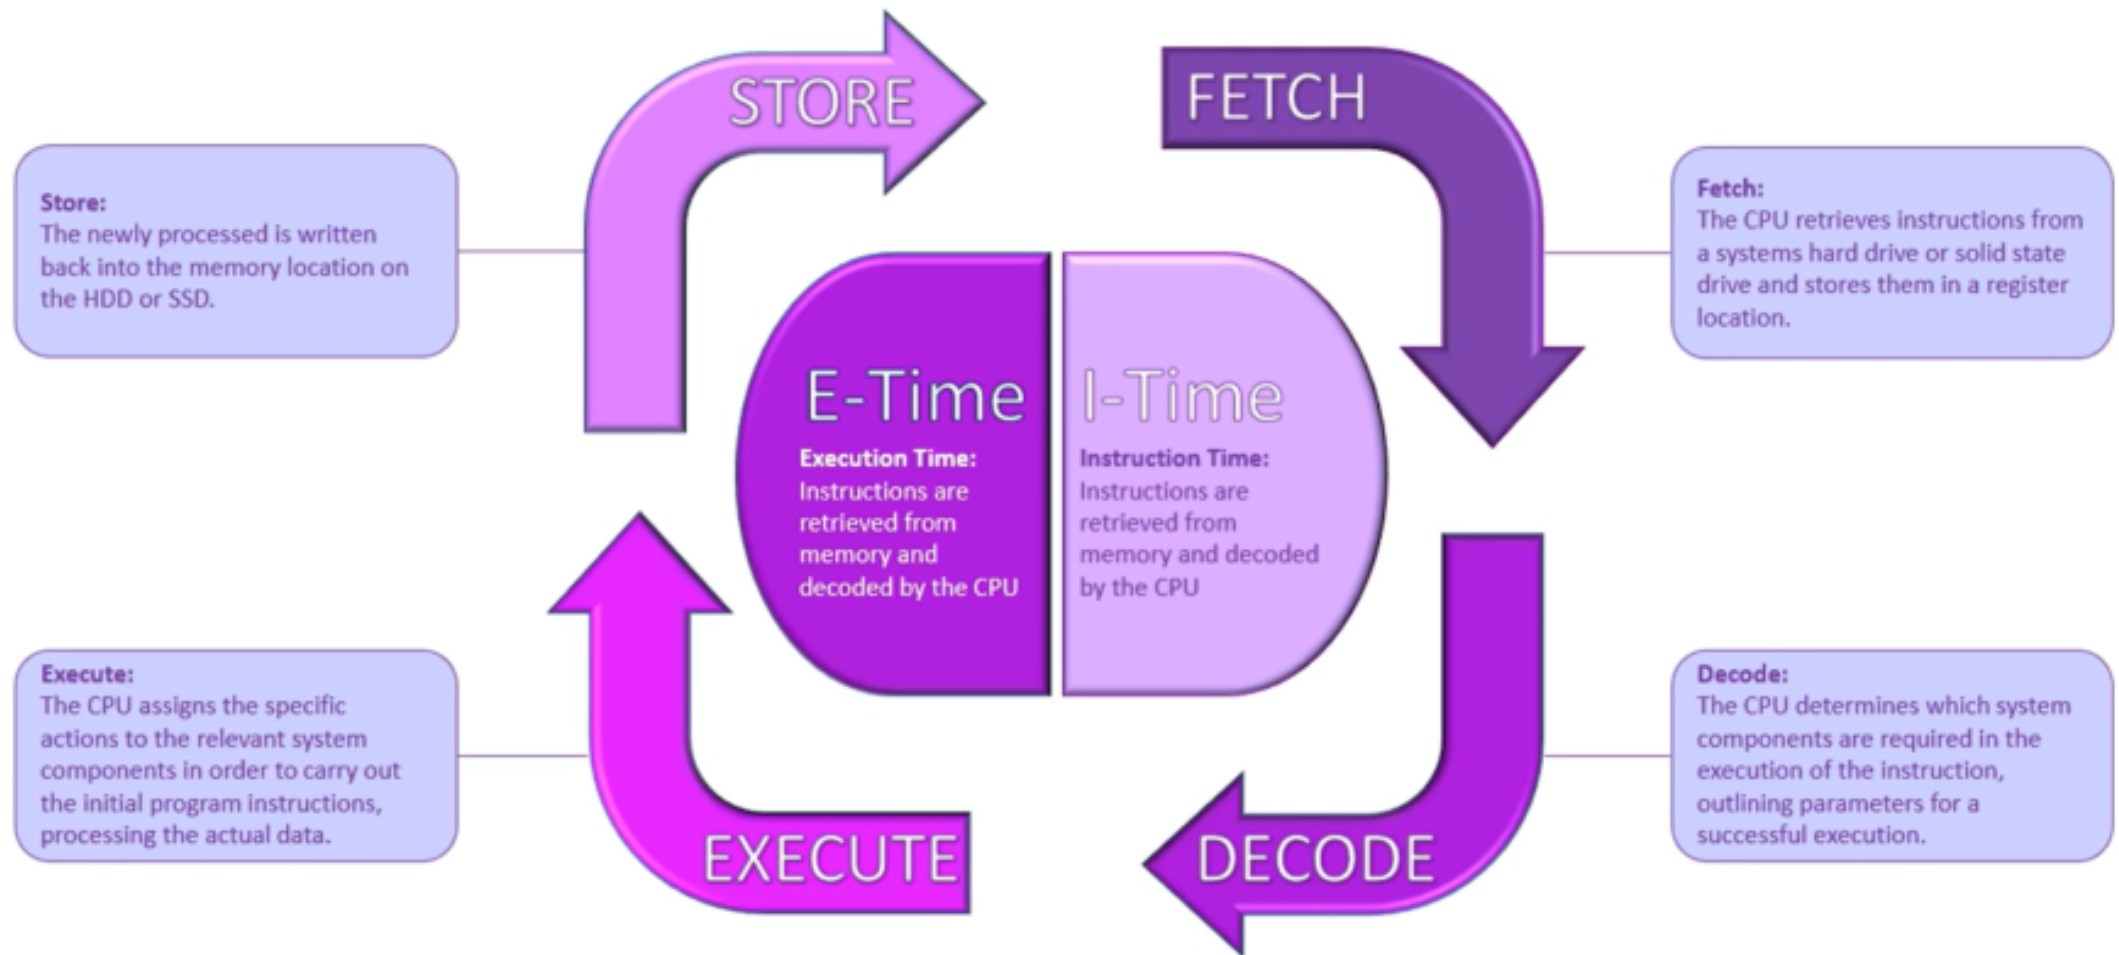 STORE
FETCH
Store:
The newly processed is written
back into the memory location on
the HDD or SSD.
Fetch:
The CPU retrieves instructions from
a systems hard drive or solid state
drive and stores them in a register
location.
E-Time
Execution Time:
Instructions are
retrieved from
memory and
decoded by the CPU
I-Time
Instruction Time:
Instructions are
retrieved from
memory and decoded
by the CPU
Execute:
The CPU assigns the specific
actions to the relevant system
components in order to carry out
the initial program instructions,
processing the actual data.
Decode:
The CPU determines which system
components are required in the
execution of the instruction,
outlining parameters for a
successful execution.
EXECUTE
DECODE